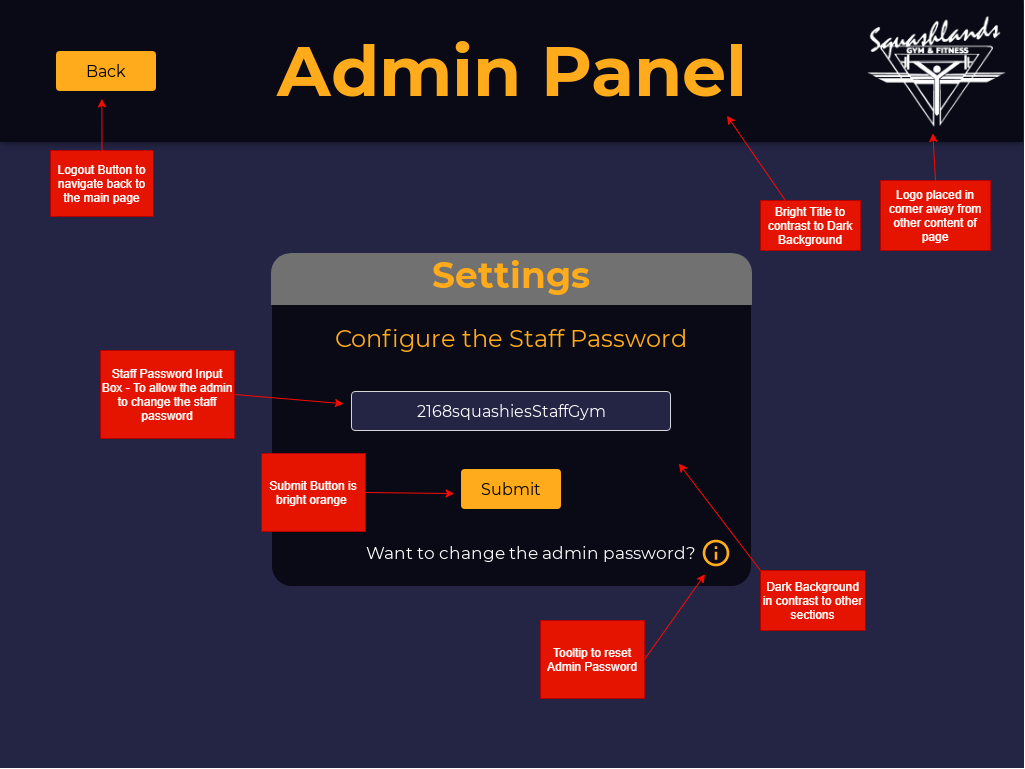 Back
Admin Panel
Squashlands
GYM & FITNESS
Logout Button to
navigate back to
the main page
Bright Title to
contrast to Dark
Background
Logo placed in
corner away from
other content of
page
Settings
Configure the Staff Password
Staff Password Input
Box - To allow the admin
to change the staff
password
2168squashiesStaffGym
Submit Button is
bright orange
Submit
Want to change the admin password?
Dark Background
in contrast to other
sections
Tooltip to reset
Admin Password